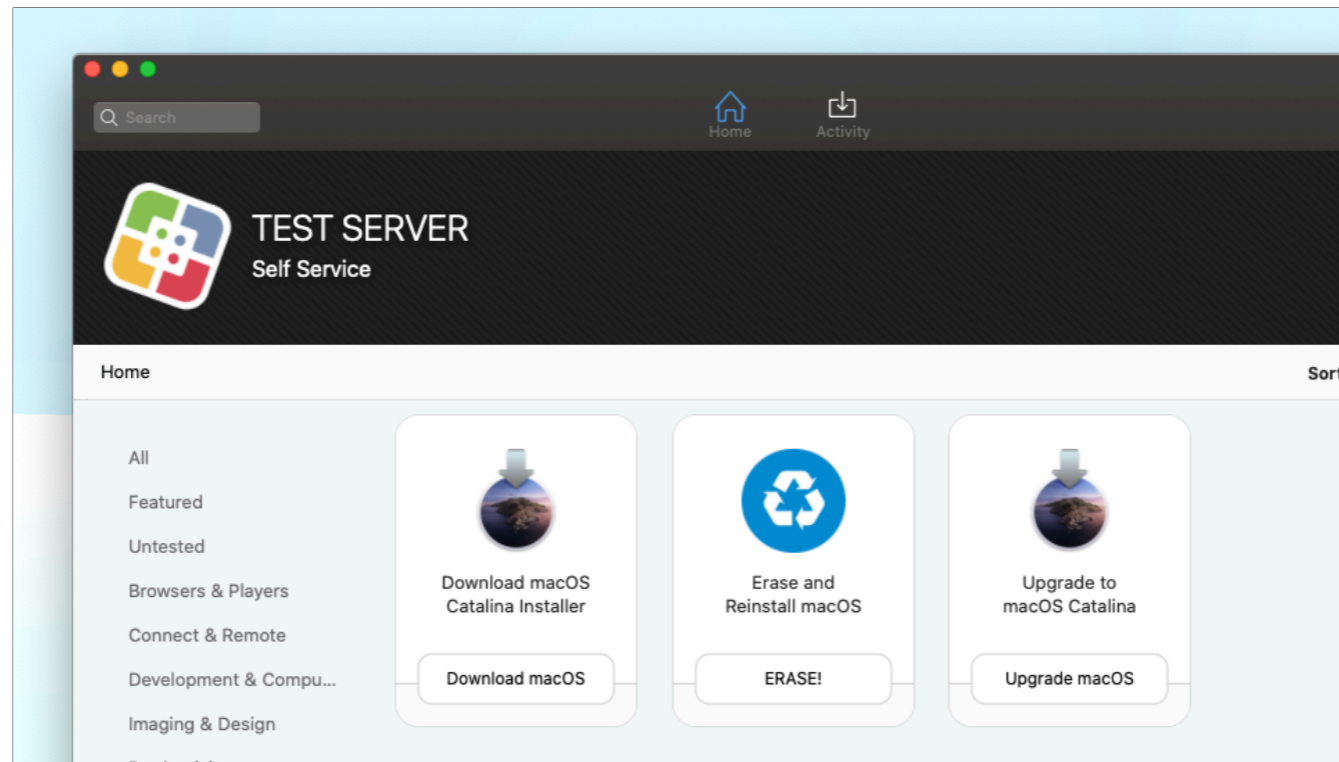 Search
Home
Activity
TEST SERVER
Self Service
Home
Sort
All
Featured
Untested
Browsers & Players
Connect & Remote
Development & Compu...
Imaging & Design
Download macOS
Catalina Installer
Download macOS
Erase and
Reinstall macOS
ERASE!
Upgrade to
macOS Catalina
Upgrade macOS